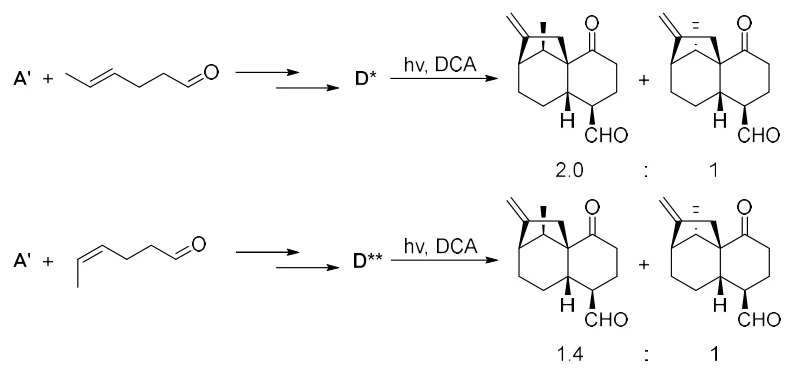 A' + O D* hν, DCA O H CHO + O H CHO
2.0 : 1
A' + O D** hν, DCA O H CHO + O H CHO
1.4 : 1